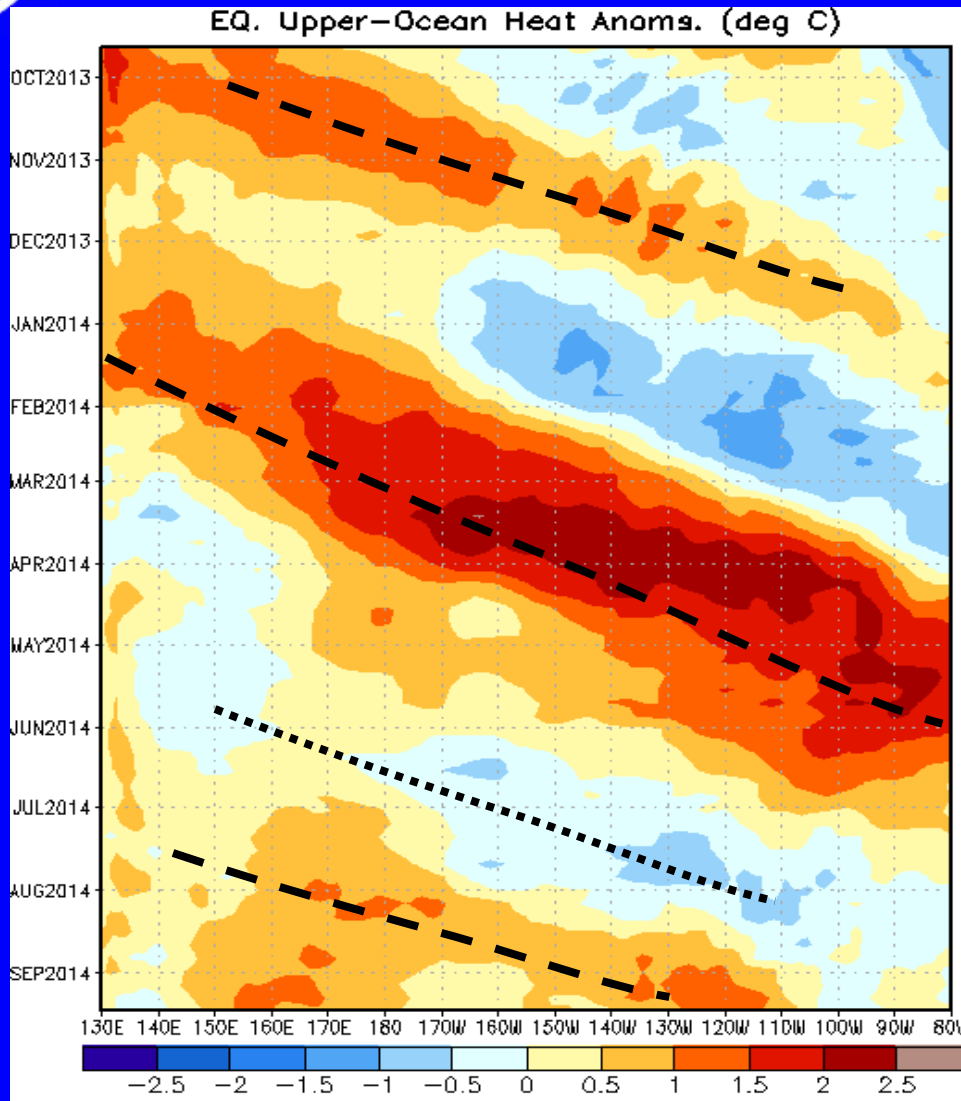 EQ. Upper-Ocean Heat Anoms. (deg C)
OCT2013
NOV2013
DEC2013
JAN2014
FEB2014
MAR2014
APR2014
MAY2014
JUN2014
JUL2014
AUG2014
SEP2014
130E 140E 150E 160E 170E 180 170W 160W 150W 140W 130W 120W 110W 100W 90W 80W
-2.5 -2 -1.5 -1 -0.5 0 0.5 1 1.5 2 2.5